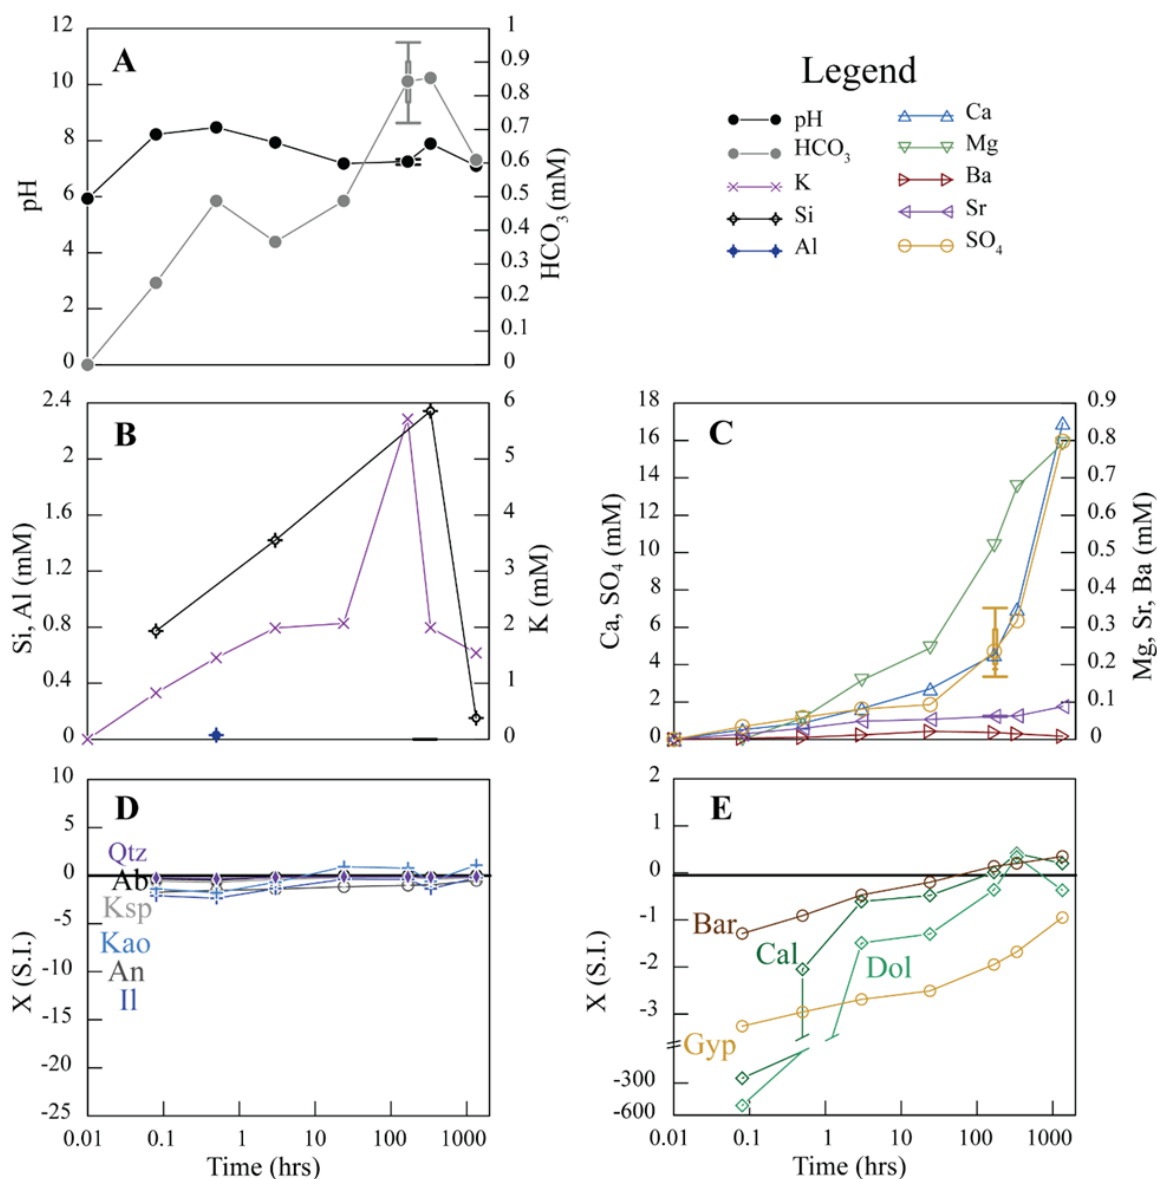 A
12
10
8
6
4
2
0
pH
1
0.9
0.8
0.7
0.6
0.5
0.4
0.3
0.2
0.1
0
HCO3 (mM)
Legend
pH
HCO3
K
Si
Al
Ca
Mg
Ba
Sr
SO4
B
2.4
2
1.6
1.2
0.8
0.4
0
Si, Al (mM)
6
5
4
3
2
1
0
K (mM)
C
18
16
14
12
10
8
6
4
2
0
Ca, SO4 (mM)
0.9
0.8
0.7
0.6
0.5
0.4
0.3
0.2
0.1
0
Mg, Sr, Ba (mM)
D
10
5
0
-5
-10
-15
-20
-25
X (S.I.)
Qtz
Ab
Ksp
Kao
An
Il
0.01
0.1
1
10
100
1000
Time (hrs)
E
2
1
0
-1
-2
-3
-300
-600
X (S.I.)
Bar
Cal
Dol
Gyp
0.01
0.1
1
10
100
1000
Time (hrs)